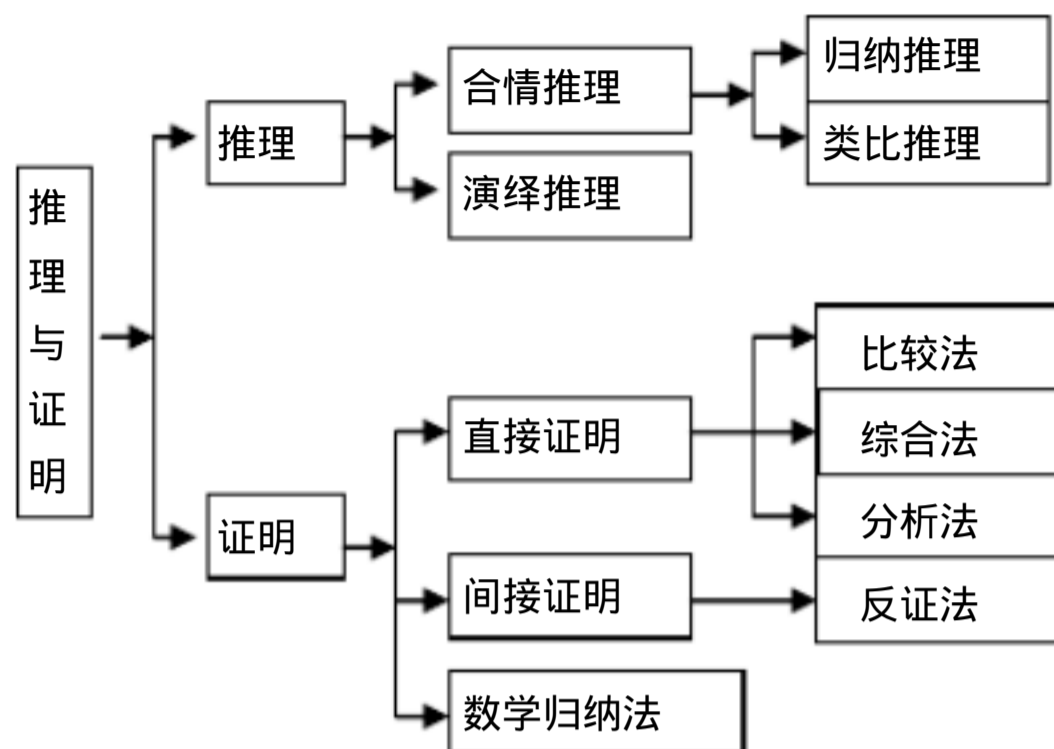 推理与证明
推理
合情推理
归纳推理
类比推理
演绎推理
证明
直接证明
比较法
综合法
分析法
间接证明
反证法
数学归纳法